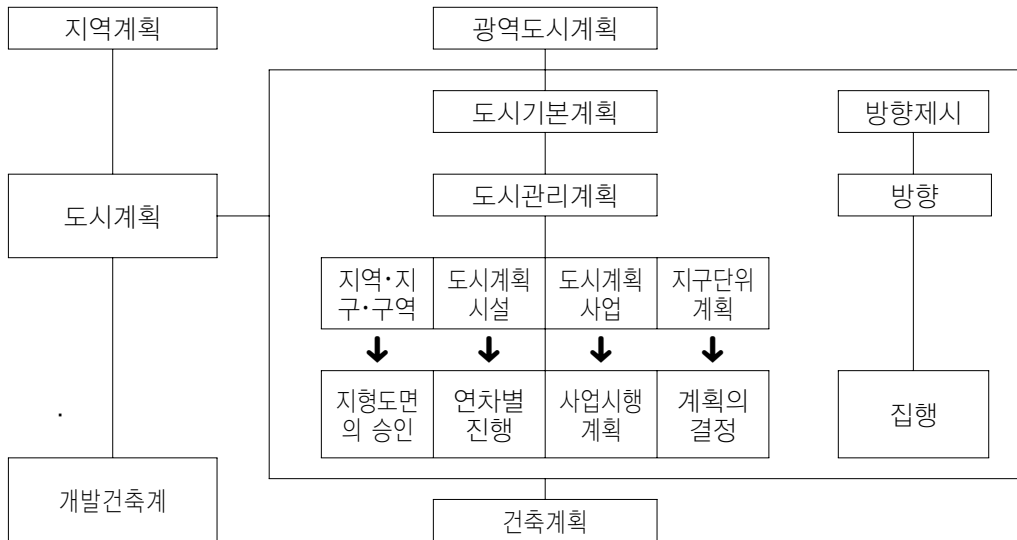 지역계획
광역도시계획
도시기본계획
방향제시
도시계획
도시관리계획
방향
지역·지
구·구역
도시계획
시설
도시계획
사업
지구단위
계획
지형도면
의 승인
연차별
진행
사업시행
계획
계획의
결정
집행
개발건축계
건축계획